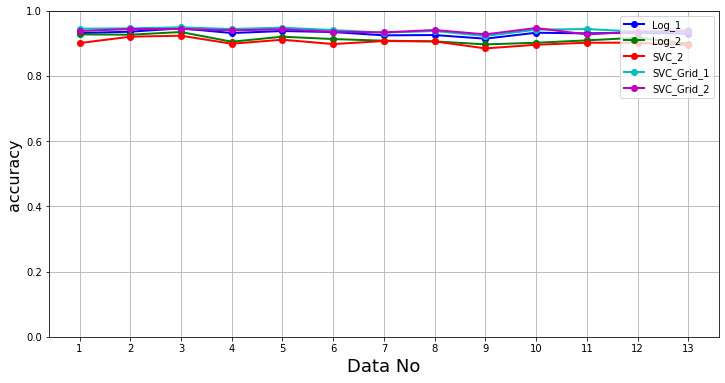 1.0
0.8
0.6
0.4
0.2
0.0
accuracy
Log_1
Log_2
SVC_2
SVC_Grid_1
SVC_Grid_2
1 2 3 4 5 6 7 8 9 10 11 12 13
Data No